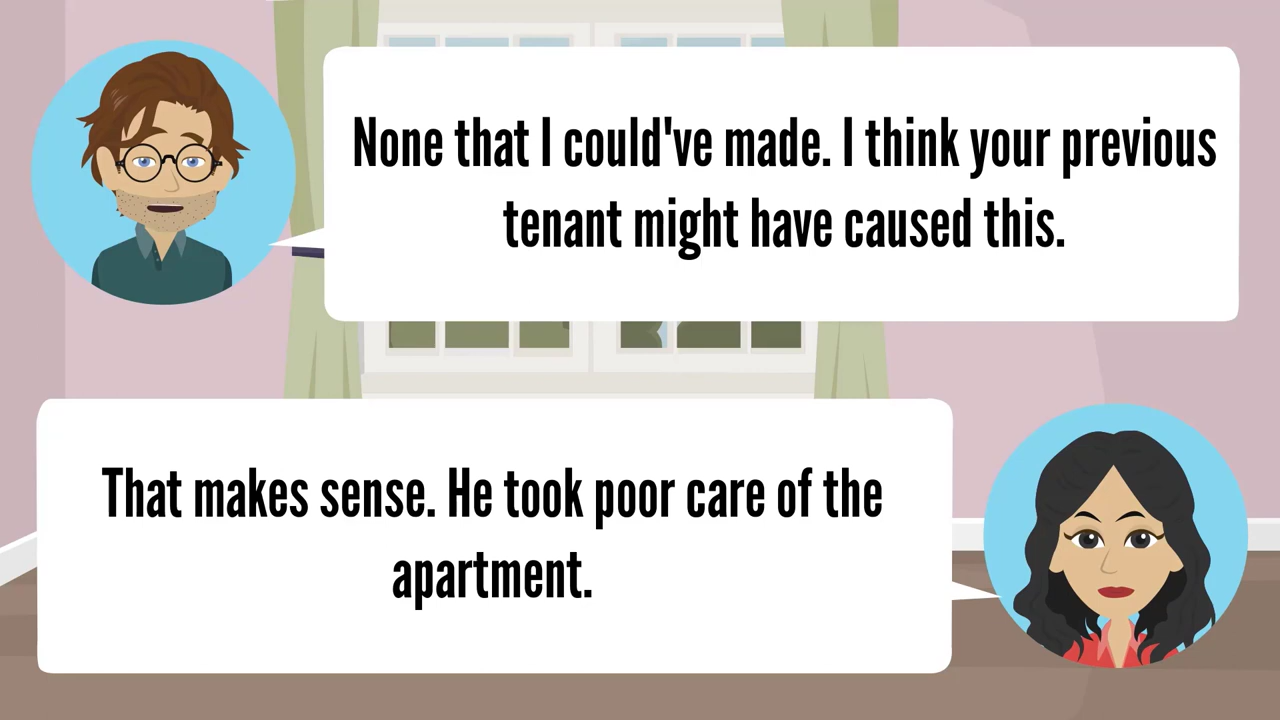 None that I could've made. I think your previous
tenant might have caused this.
That makes sense. He took poor care of the
apartment.